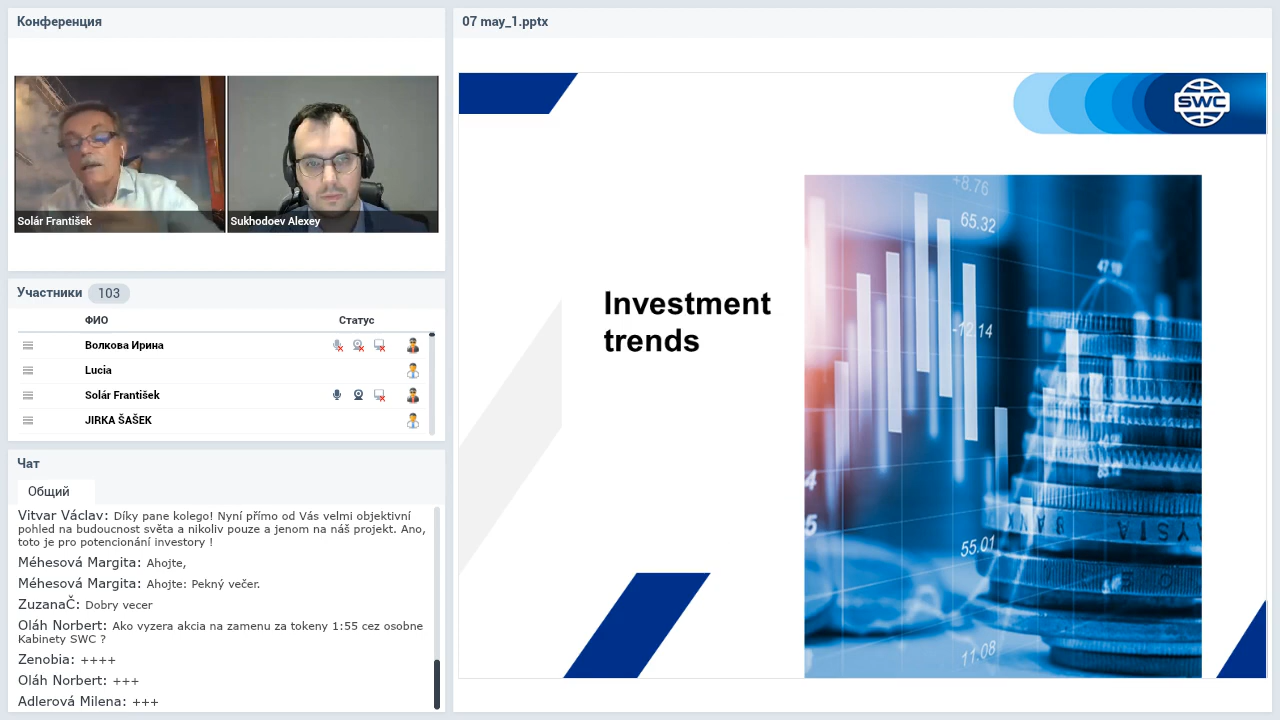 Конференция
Solár František
Sukhodoev Alexey
Участники 103
ФИО Статус
Волкова Ирина
Lucia
Solár František
JIRKA ŠAŠEK
Чат
Общий
Vitvar Václav: Díky pane kolego! Nyní přímo od Vás velmi objektivní
pohled na budoucnost světa a nikoliv pouze a jenom na náš projekt. Ano,
toto je pro potencionání investory !
Méhesová Margita: Ahojte,
Méhesová Margita: Ahojte: Pekný večer.
ZuzanaČ: Dobry vecer
Oláh Norbert: Ako vyzera akcia na zamenu za tokeny 1:55 cez osobne
Kabinety SWC ?
Zenobia: ++++
Oláh Norbert: +++
Adlerová Milena: +++
07 may_1.pptx
SWC
Investment
trends
+8.76
65.32
-12.14
55.01
11.08